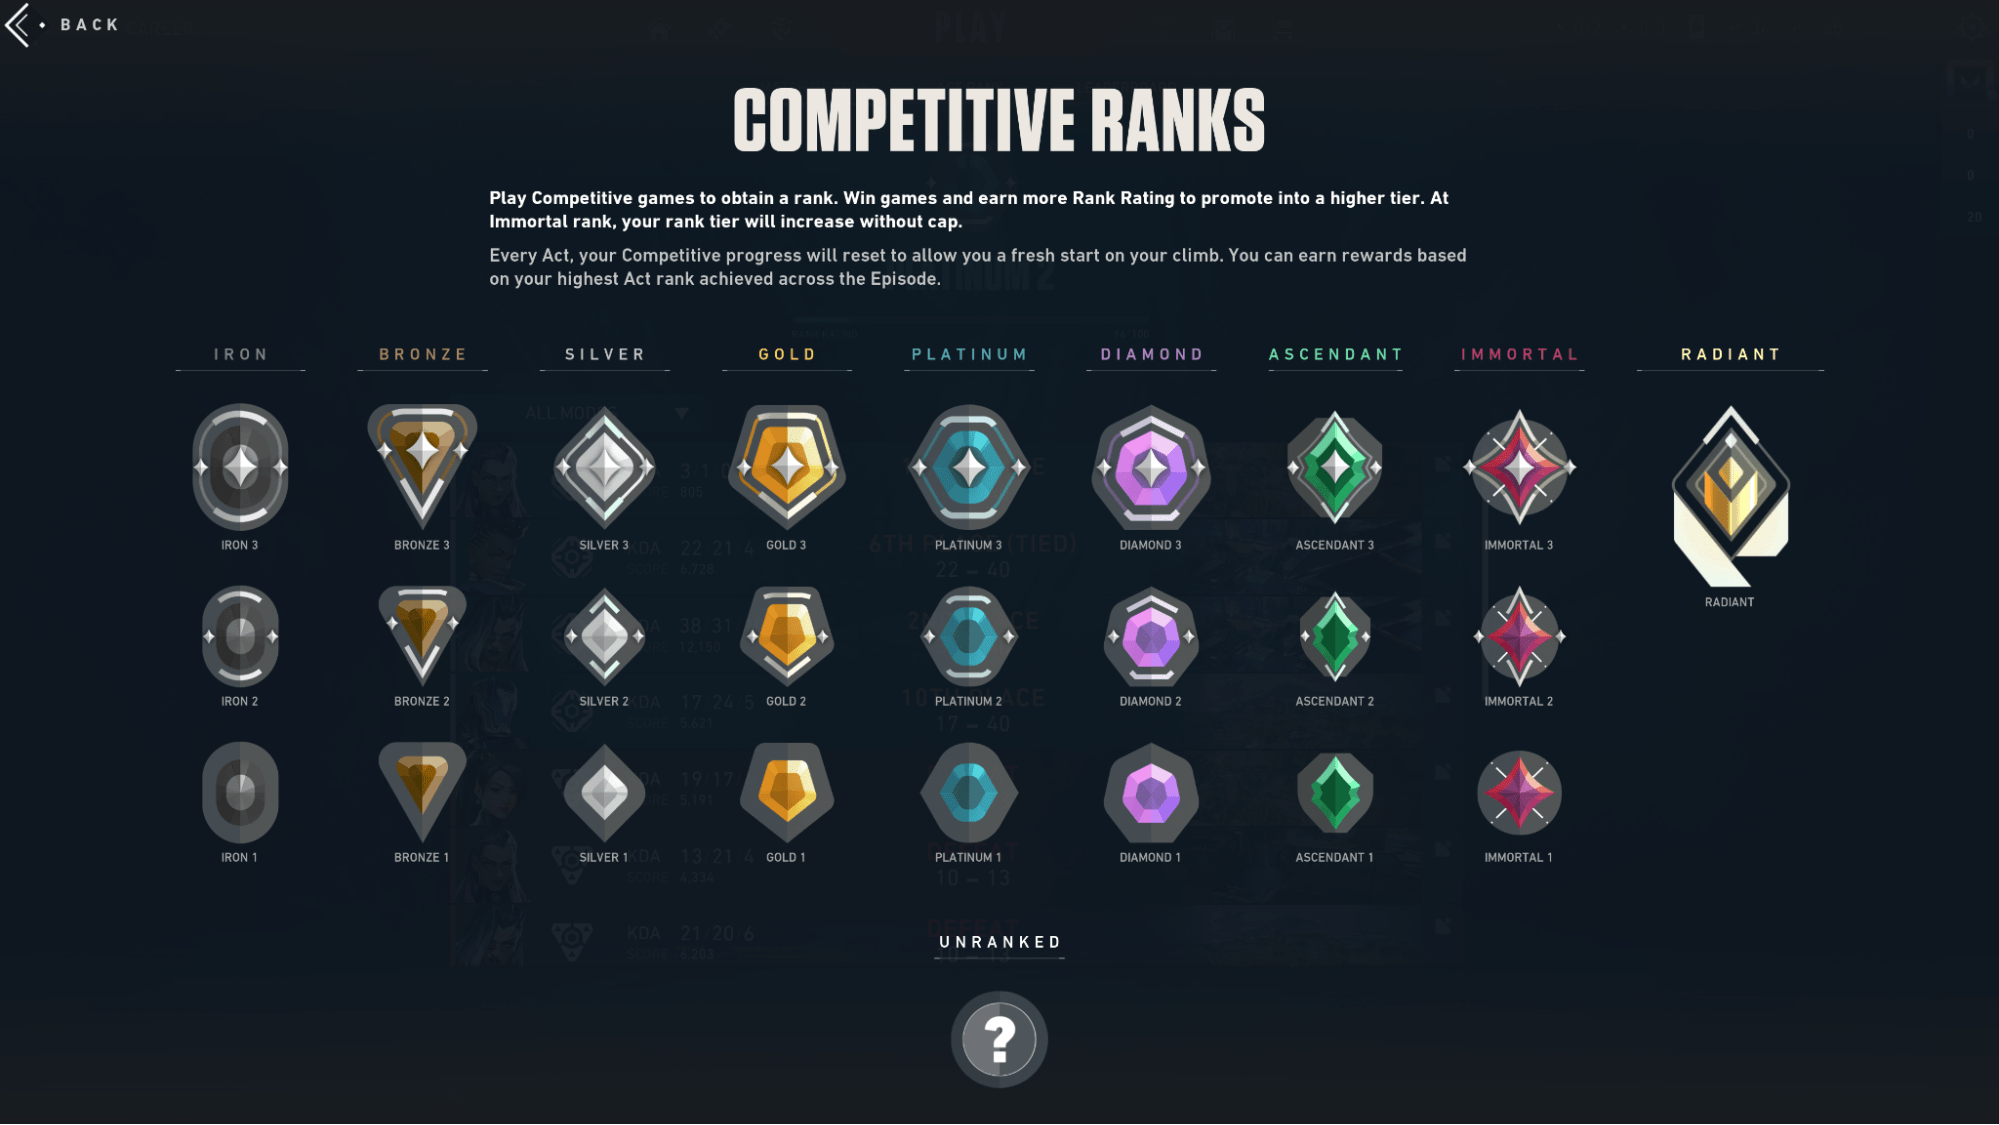 BACK
PLAY
COMPETITIVE RANKS
Play Competitive games to obtain a rank. Win games and earn more Rank Rating to promote into a higher tier. At
Immortal rank, your rank tier will increase without cap.
Every Act, your Competitive progress will reset to allow you a fresh start on your climb. You can earn rewards based
on your highest Act rank achieved across the Episode.
IRON BRONZE SILVER GOLD PLATINUM DIAMOND ASCENDANT IMMORTAL RADIANT
IRON 3 BRONZE 3 SILVER 3 GOLD 3 PLATINUM 3 DIAMOND 3 ASCENDANT 3 IMMORTAL 3
RADIANT
IRON 2 BRONZE 2 SILVER 2 GOLD 2 PLATINUM 2 DIAMOND 2 ASCENDANT 2 IMMORTAL 2
IRON 1 BRONZE 1 SILVER 1 GOLD 1 PLATINUM 1 DIAMOND 1 ASCENDANT 1 IMMORTAL 1
UNRANKED
?